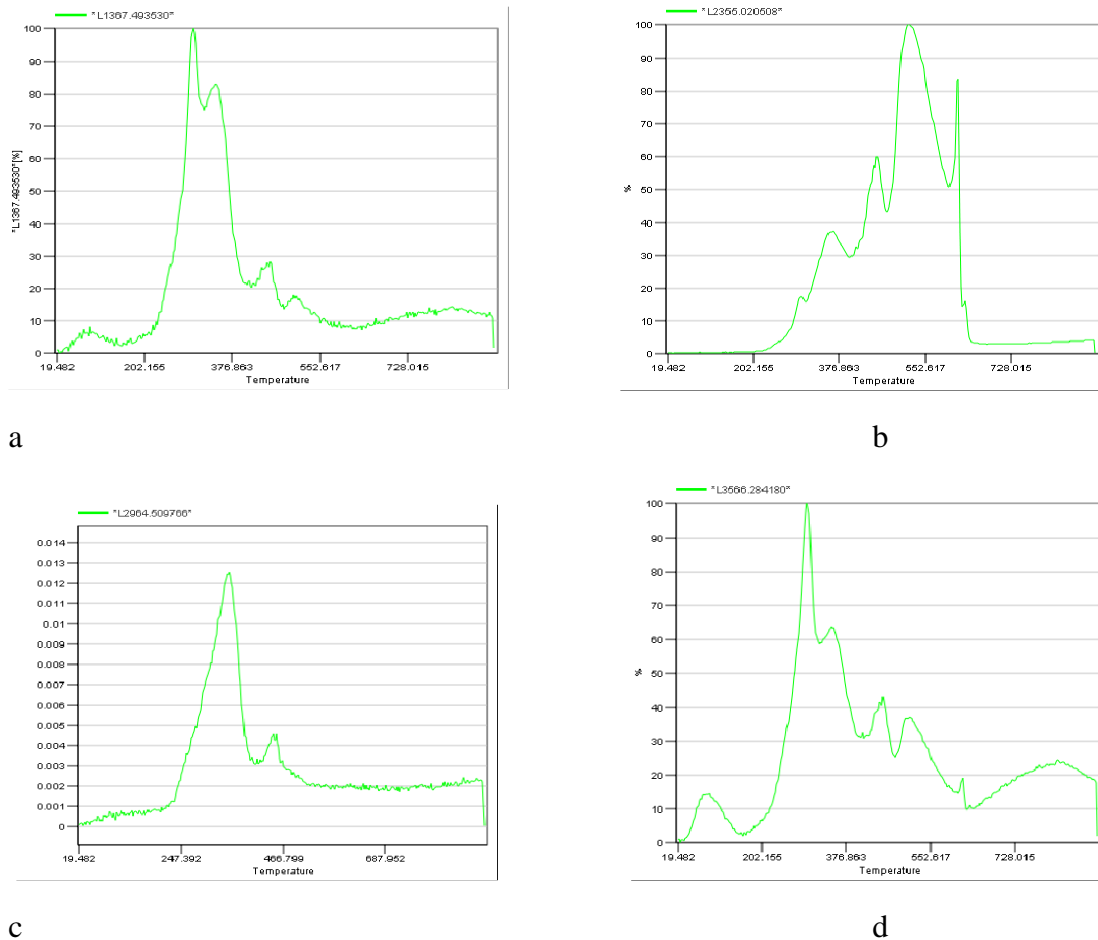 "L1367.493530"
100
90
80
70
60
50
40
30
20
10
0
"L1367.493530"[%]
19.482 202.155 376.863 552.617 728.015
Temperature
a
"L2355.020508"
100
90
80
70
60
50
40
30
20
10
0
%
19.482 202.155 376.863 552.617 728.015
Temperature
b
"L2964.509766"
0.014
0.013
0.012
0.011
0.01
0.009
0.008
0.007
0.006
0.005
0.004
0.003
0.002
0.001
0
19.482 247.392 466.799 687.952
Temperature
c
"L3566.284180"
100
90
80
70
60
50
40
30
20
10
0
%
19.482 202.155 376.863 552.617 728.015
Temperature
d